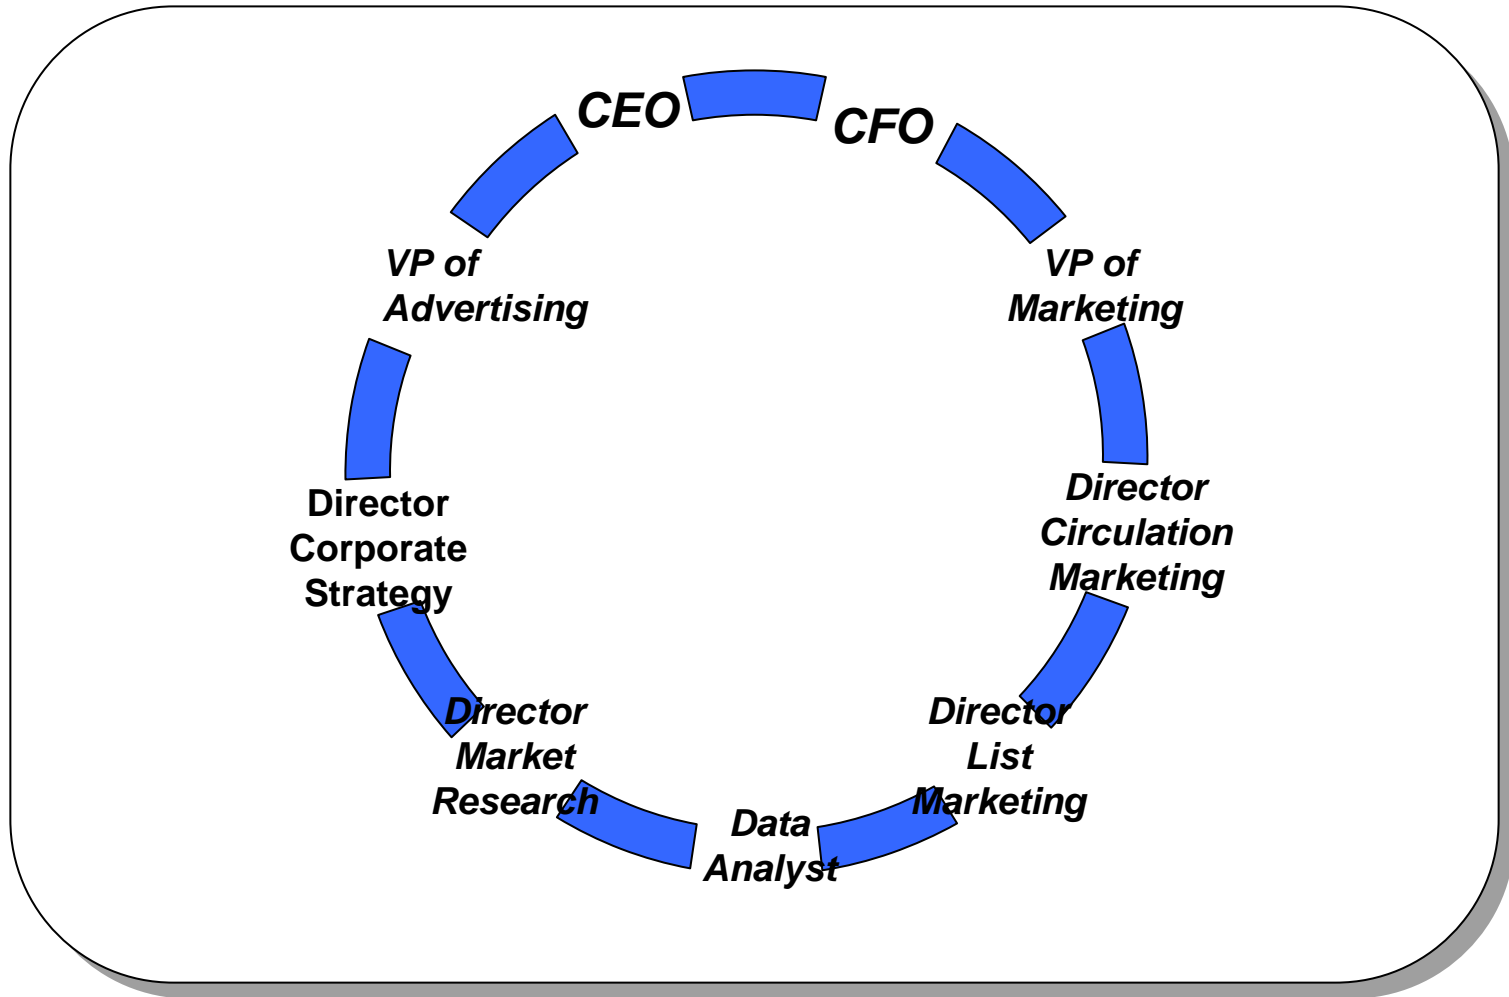 CEO
CFO
VP of
Advertising
VP of
Marketing
Director
Corporate
Strategy
Director
Circulation
Marketing
Director
Market
Research
Director
List
Marketing
Data
Analyst